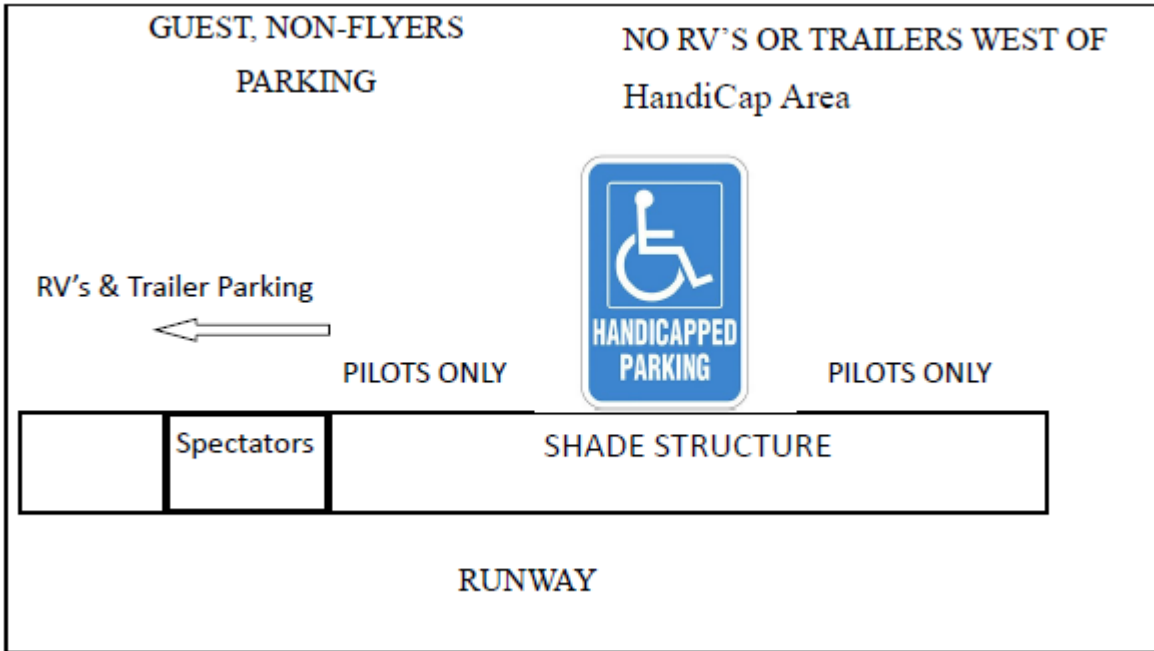 GUEST, NON-FLYERS
PARKING
NO RV’S OR TRAILERS WEST OF
HandiCap Area
RV’s & Trailer Parking
HANDICAPPED
PARKING
PILOTS ONLY
PILOTS ONLY
Spectators
SHADE STRUCTURE
RUNWAY